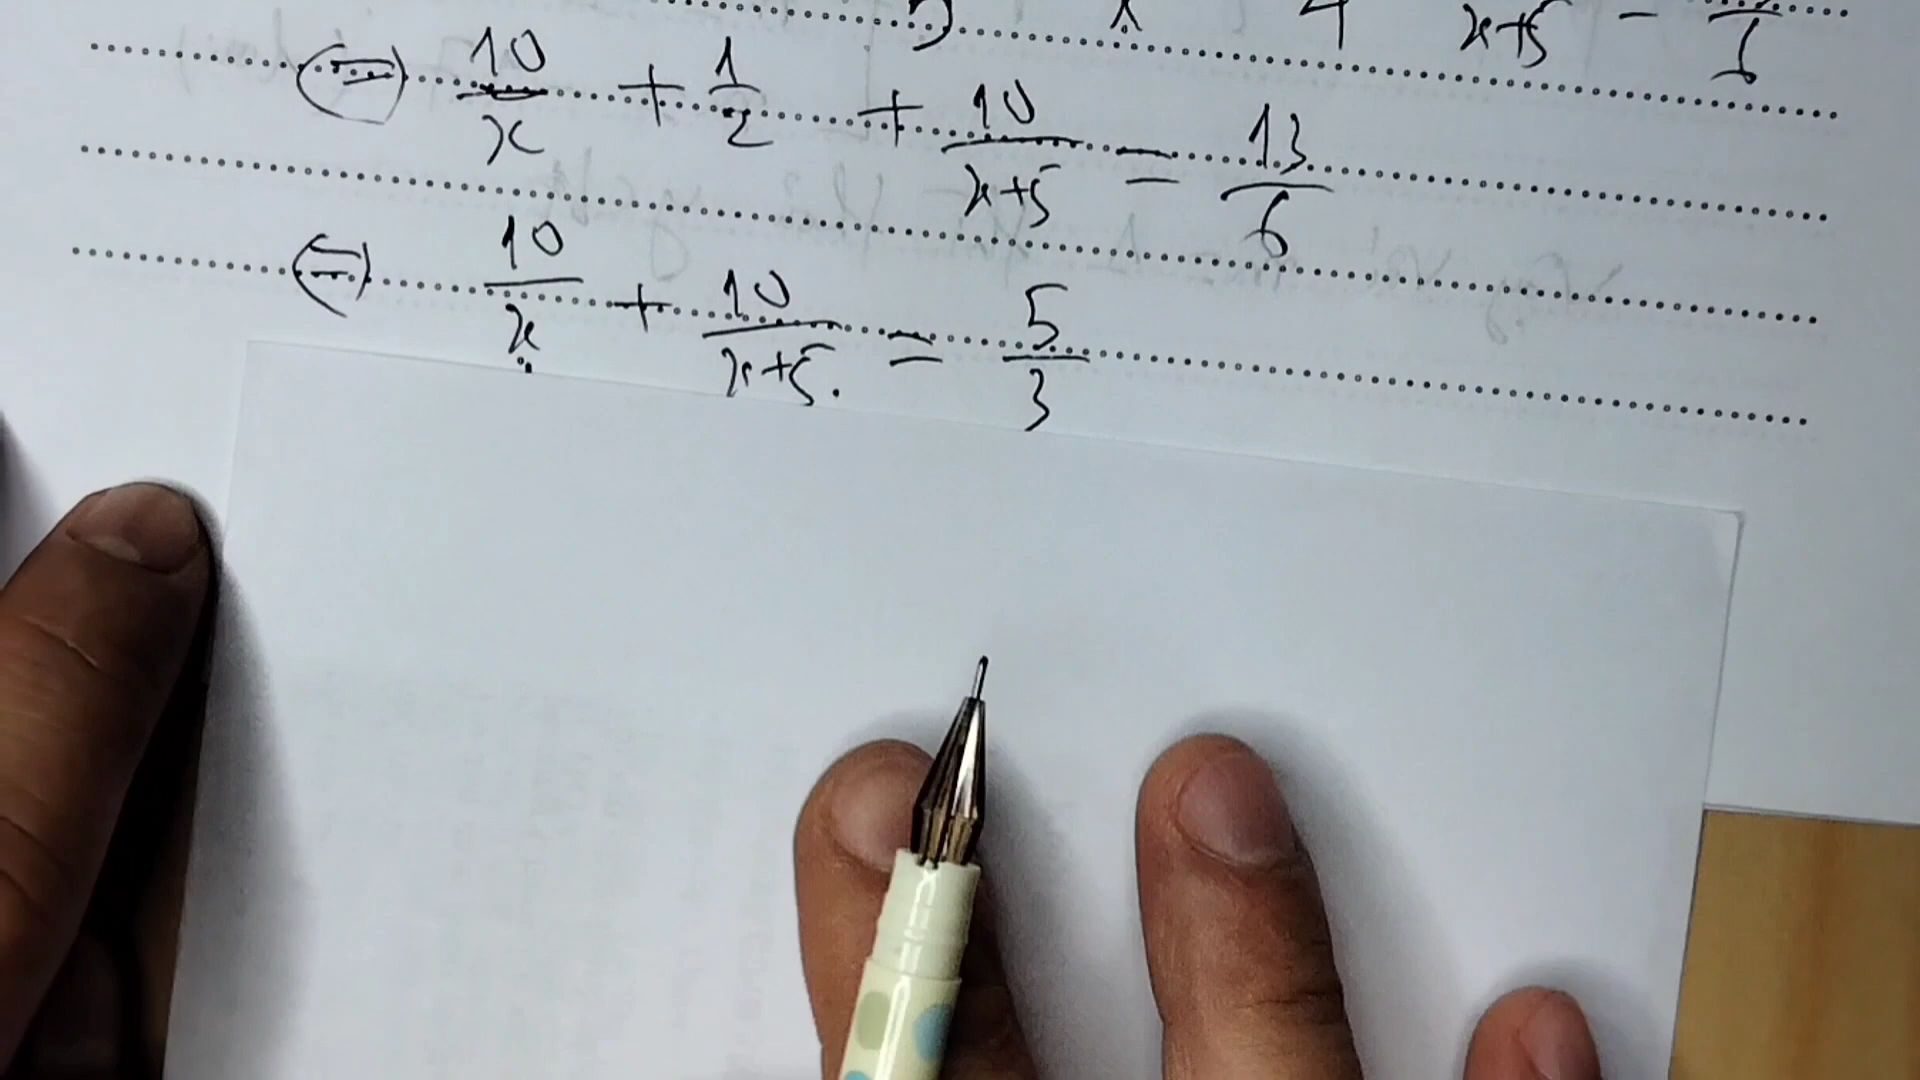 (=) 10/x + 1/2 + 10/(x+5) = 13/6
(=) 10/x + 10/(x+5) = 5/3